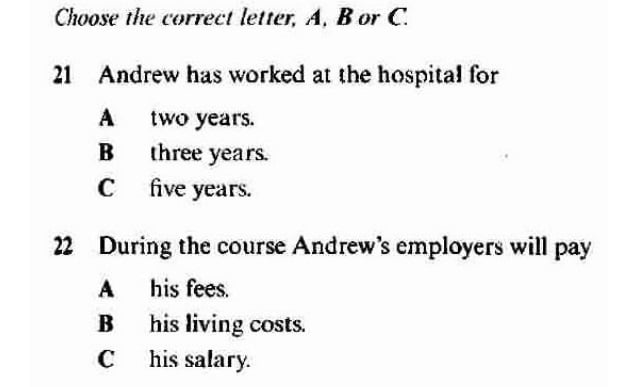 Choose the correct letter, A, B or C.
21 Andrew has worked at the hospital for
A two years.
B three years.
C five years.
22 During the course Andrew's employers will pay
A his fees.
B his living costs.
C his salary.